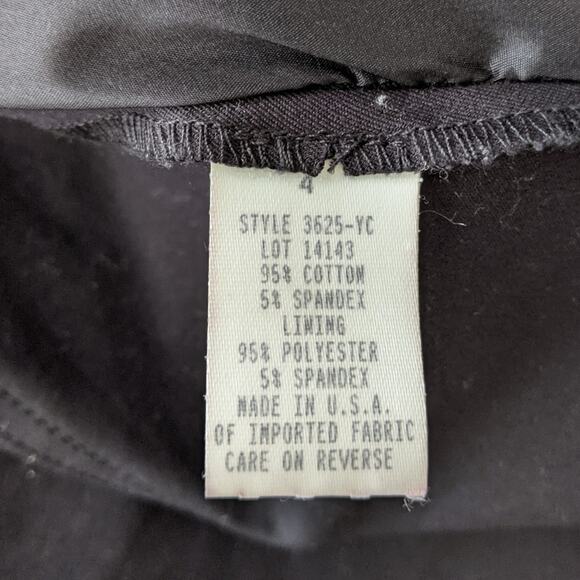 4
STYLE 3625-YC
LOT 14143
95% COTTON
5% SPANDEX
LINING
95% POLYESTER
5% SPANDEX
MADE IN U.S.A.
OF IMPORTED FABRIC
CARE ON REVERSE